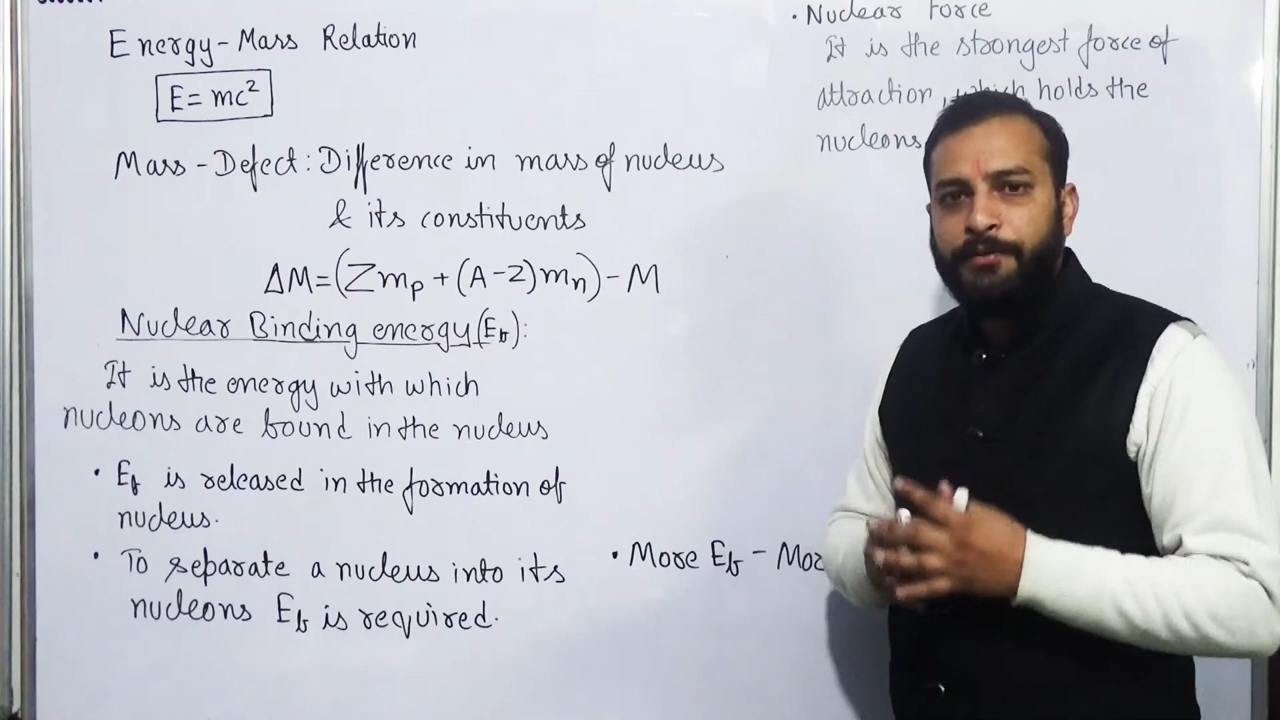 Energy-Mass Relation
E = mc²
Mass-Defect: Difference in mass of nucleus
& its constituents
ΔM = (Zmp + (A-Z)mn) - M
Nuclear Binding energy (Eb):
It is the energy with which
nucleons are bound in the nucleus
• Eb is released in the formation of
nucleus.
• To separate a nucleus into its
nucleons Eb is required.
• Nuclear Force
It is the strongest force of
attraction, which holds the
nucleons
• More Eb -